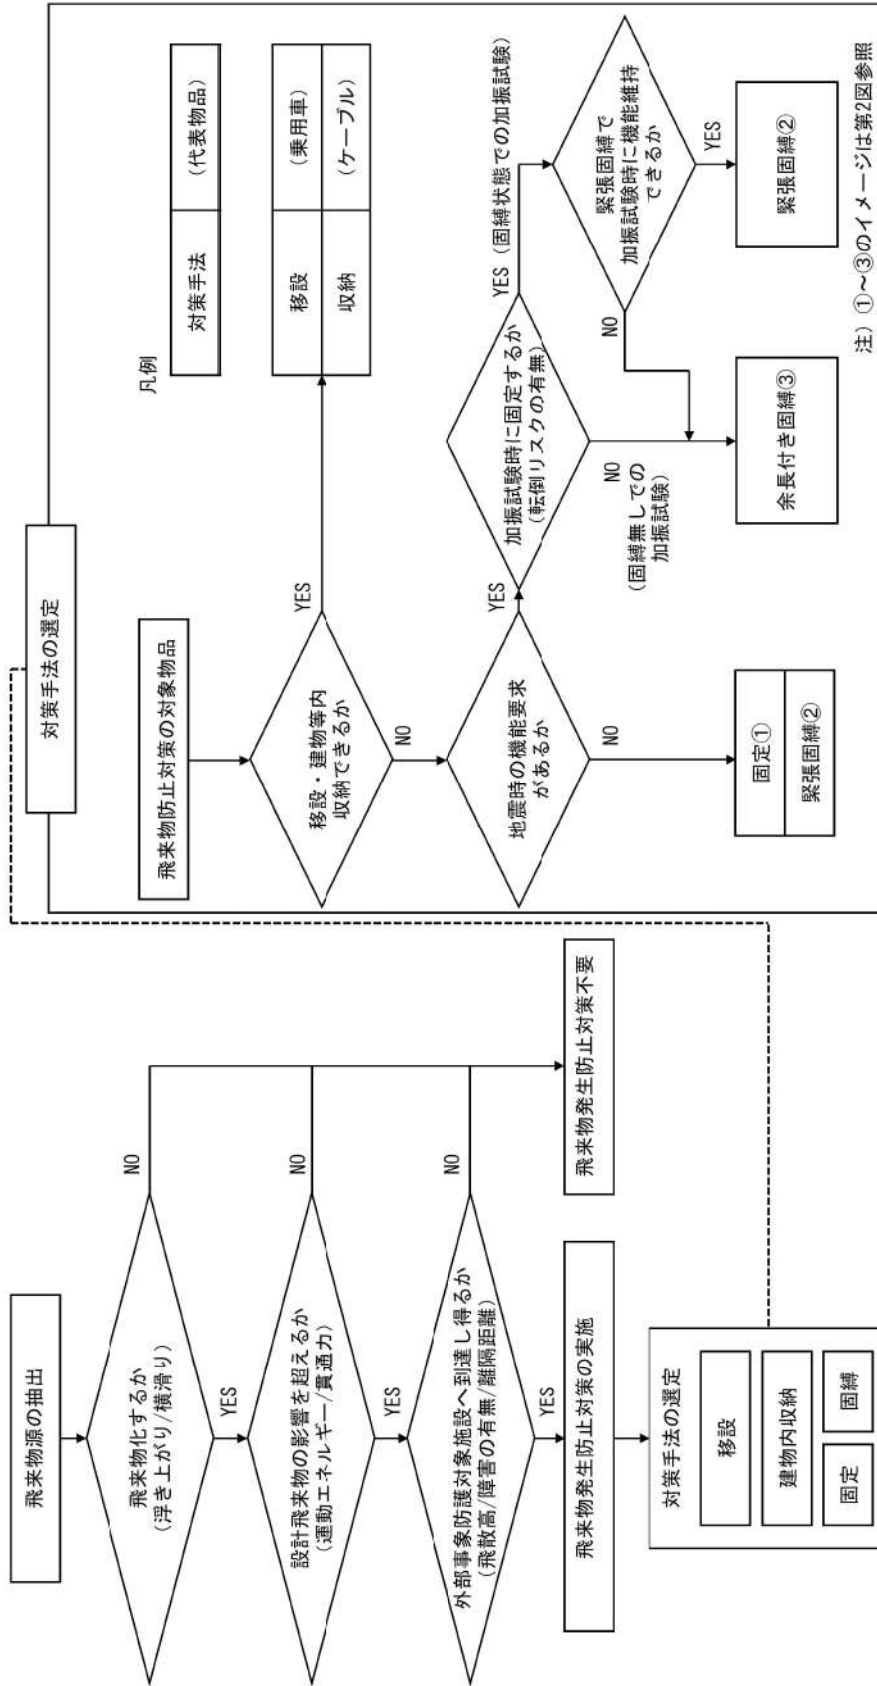 飛来物源の抽出
飛来物化するか
(浮き上がり/横滑り)
NO
YES
設計飛来物の影響を超えるか
(運動エネルギー/貫通力)
NO
YES
外部事象防護対象施設へ到達し得るか
(飛散高/障害の有無/離隔距離)
NO
YES
飛来物発生防止対策の実施
飛来物発生防止対策不要
対策手法の選定
移設
建物内収納
固定
固縛
対策手法の選定
飛来物防止対策の対象物品
凡例
対策手法
(代表物品)
移設・建物等内
収納できるか
YES
NO
移設
(乗用車)
収納
(ケーブル)
地震時の機能要求
があるか
YES
NO
加振試験時に固定するか
(転倒リスクの有無)
YES (固縛状態での加振試験)
NO
(固縛無しでの
加振試験)
緊張固縛で
加振試験時に機能維持
できるか
NO
YES
固定①
緊張固縛②
余長付き固縛③
緊張固縛②
注) ①～③のイメージは第2図参照